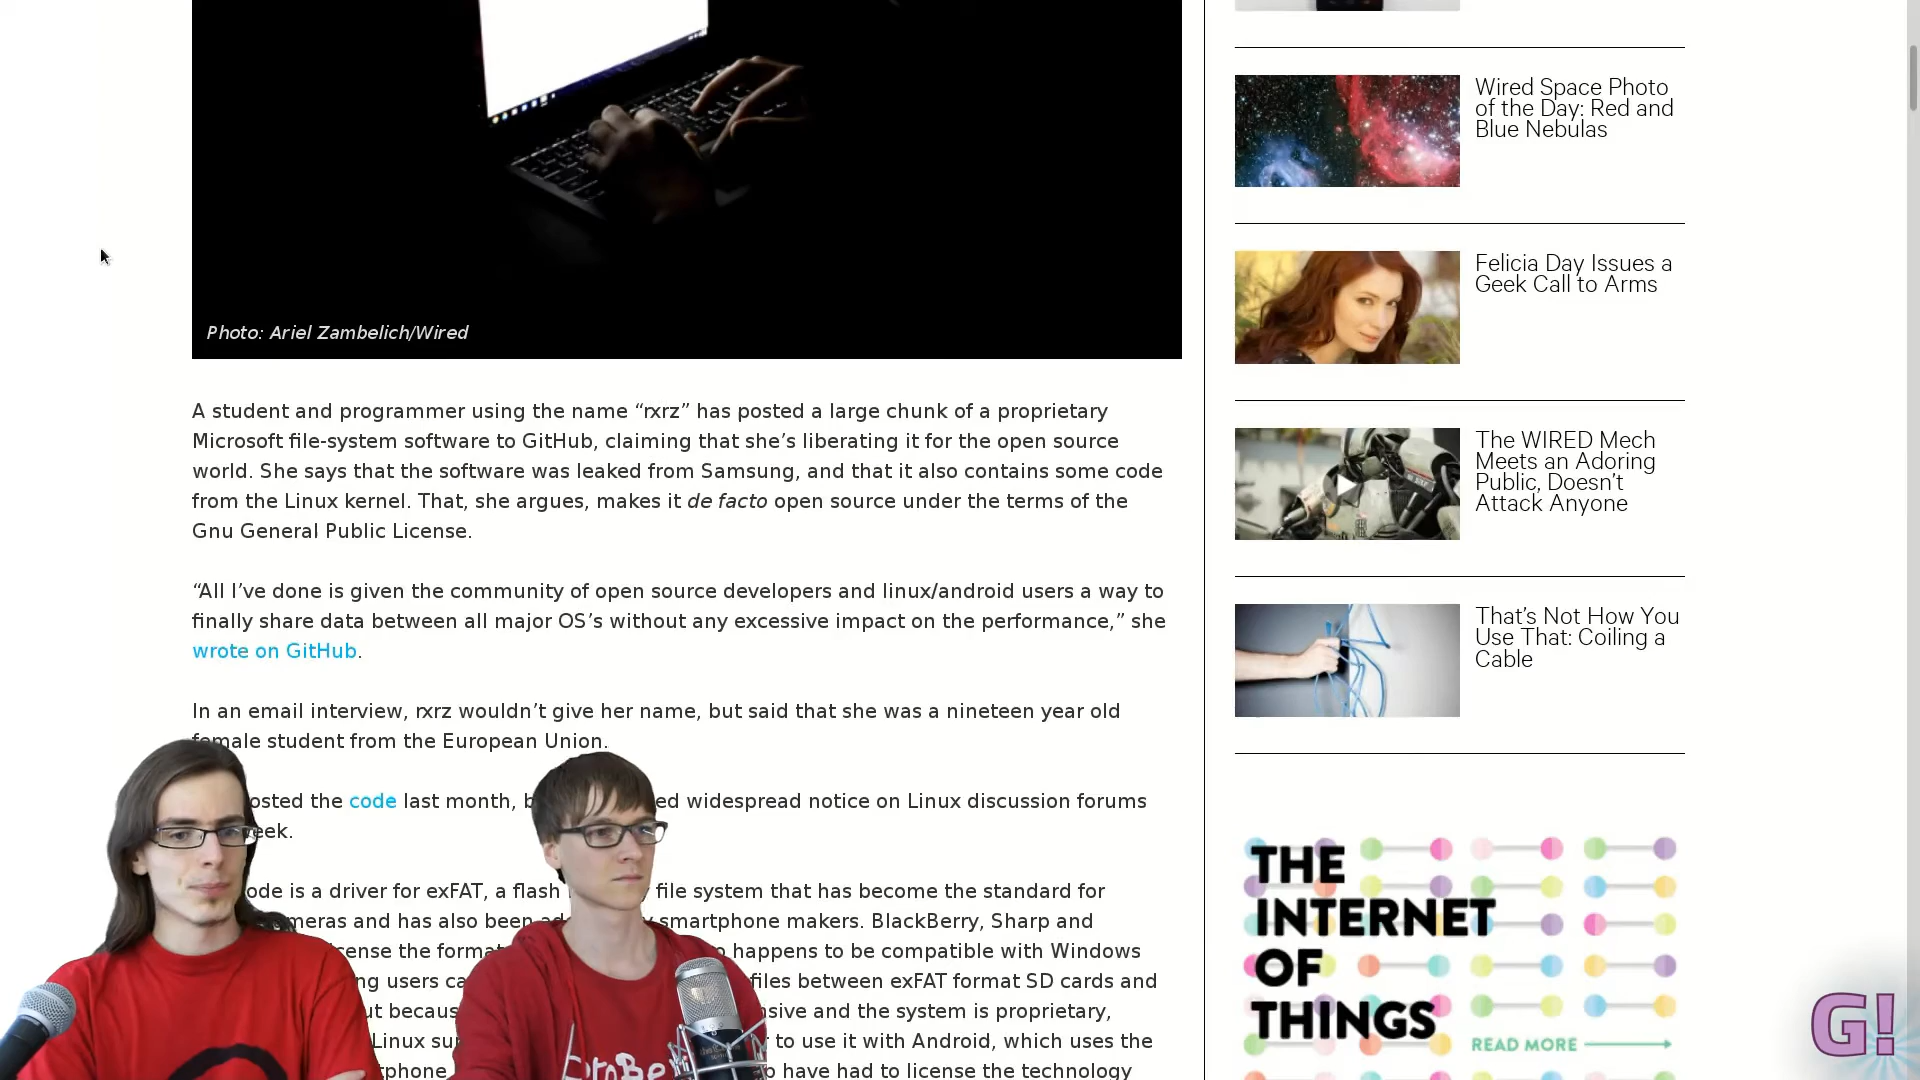 Photo: Ariel Zambelich/Wired
A student and programmer using the name “rxrz” has posted a large chunk of a proprietary
Microsoft file-system software to GitHub, claiming that she’s liberating it for the open source
world. She says that the software was leaked from Samsung, and that it also contains some code
from the Linux kernel. That, she argues, makes it de facto open source under the terms of the
Gnu General Public License.
“All I’ve done is given the community of open source developers and linux/android users a way to
finally share data between all major OS’s without any excessive impact on the performance,” she
wrote on GitHub.
In an email interview, rxrz wouldn’t give her name, but said that she was a nineteen year old
female student from the European Union.
osted the code last month, b ed widespread notice on Linux discussion forums
eek.
ode is a driver for exFAT, a flash file system that has become the standard for
meras and has also been smartphone makers. BlackBerry, Sharp and
cense the forma happens to be compatible with Windows
ng users ca files between exFAT format SD cards and
ut becaus nsive and the system is proprietary,
Linux su to use it with Android, which uses the
tphone have had to license the technology
Wired Space Photo
of the Day: Red and
Blue Nebulas
Felicia Day Issues a
Geek Call to Arms
The WIRED Mech
Meets an Adoring
Public, Doesn’t
Attack Anyone
That’s Not How You
Use That: Coiling a
Cable
THE
INTERNET
OF
THINGS
READ MORE
G!